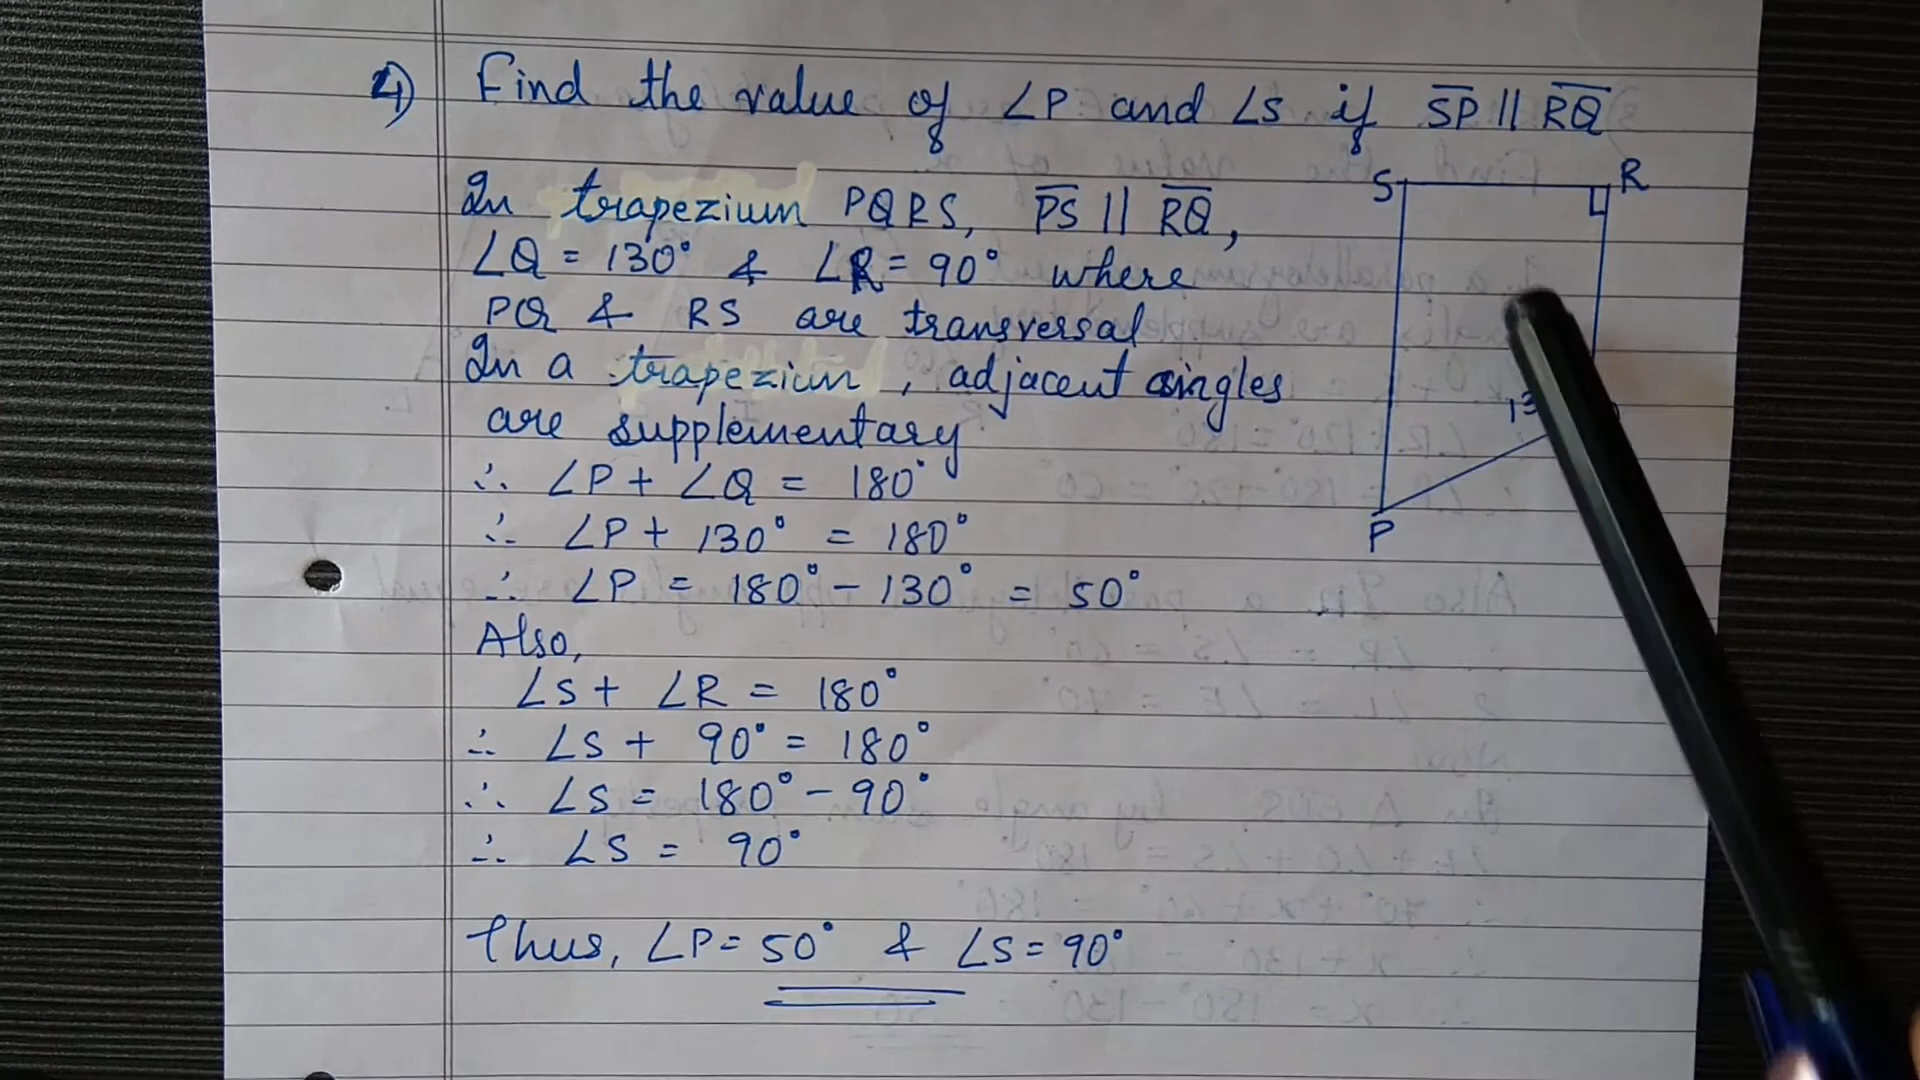 4) Find the value of ∠P and ∠S if S̅P̅ || R̅Q̅
In trapezium PQRS, P̅S̅ || R̅Q̅,
∠Q = 130° & ∠R = 90° where
PQ & RS are transversal
In a trapezium, adjacent angles
are supplementary
∴ ∠P + ∠Q = 180°
∴ ∠P + 130° = 180°
∴ ∠P = 180° - 130° = 50°
Also,
∠S + ∠R = 180°
∴ ∠S + 90° = 180°
∴ ∠S = 180° - 90°
∴ ∠S = 90°
Thus, ∠P = 50° & ∠S = 90°
S R
P